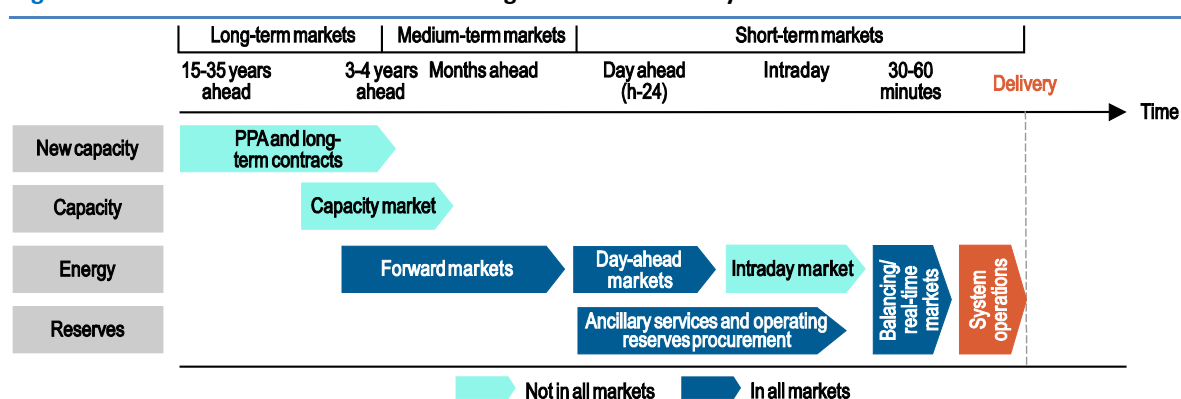 Long-term markets Medium-term markets Short-term markets
15-35 years ahead 3-4 years ahead Months ahead Day ahead (h-24) Intraday 30-60 minutes Delivery
Time
New capacity
PPA and long-
term contracts
Capacity
Capacity market
Energy
Forward markets
Day-ahead
markets
Intraday market
Balancing/
real-time
markets
System
operations
Reserves
Ancillary services and operating
reserves procurement
Not in all markets
In all markets